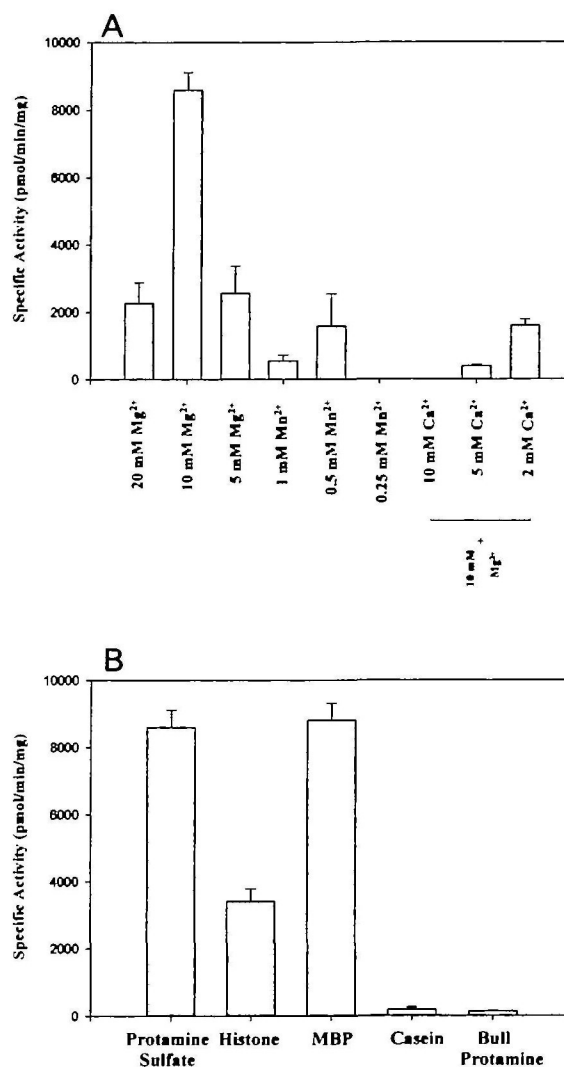 A
10000
8000
6000
4000
2000
0
Specific Activity (pmol/min/mg)
20 mM Mg²⁺
10 mM Mg²⁺
5 mM Mg²⁺
1 mM Mn²⁺
0.5 mM Mn²⁺
0.25 mM Mn²⁺
10 mM Ca²⁺
5 mM Ca²⁺
2 mM Ca²⁺
+
10 mM
Mg²⁺
B
10000
8000
6000
4000
2000
0
Specific Activity (pmol/min/mg)
Protamine Sulfate
Histone
MBP
Casein
Bull Protamine